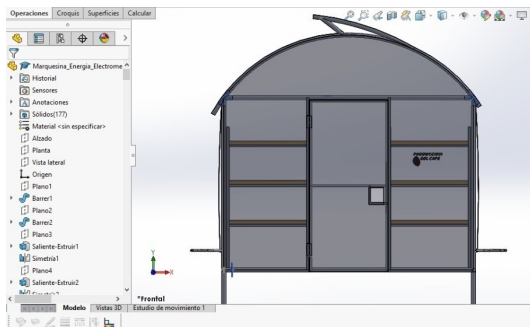 Operaciones Croquis Superficies Calcular
Marquesina_Energia_Electrome
Historial
Sensores
Anotaciones
Sólidos(177)
Material <sin especificar>
Alzado
Planta
Vista lateral
Origen
Plano1
Barrer1
Plano2
Barrer2
Plano3
Saliente-Extruir1
Simetría1
Plano4
Saliente-Extruir2
PRODUCCION
DEL CAFE
Y
X
*Frontal
Modelo Vistas 3D Estudio de movimiento 1